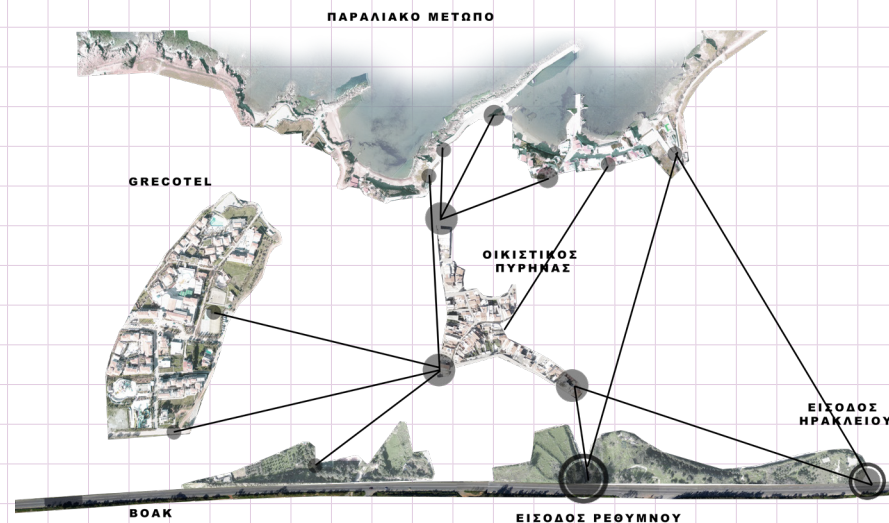 ΠΑΡΑΛΙΑΚΟ ΜΕΤΩΠΟ
GRECOTEL
ΟΙΚΙΣΤΙΚΟΣ
ΠΥΡΗΝΑΣ
ΕΙΣΟΔΟΣ
ΗΡΑΚΛΕΙΟΥ
ΒΟΑΚ
ΕΙΣΟΔΟΣ ΡΕΘΥΜΝΟΥ